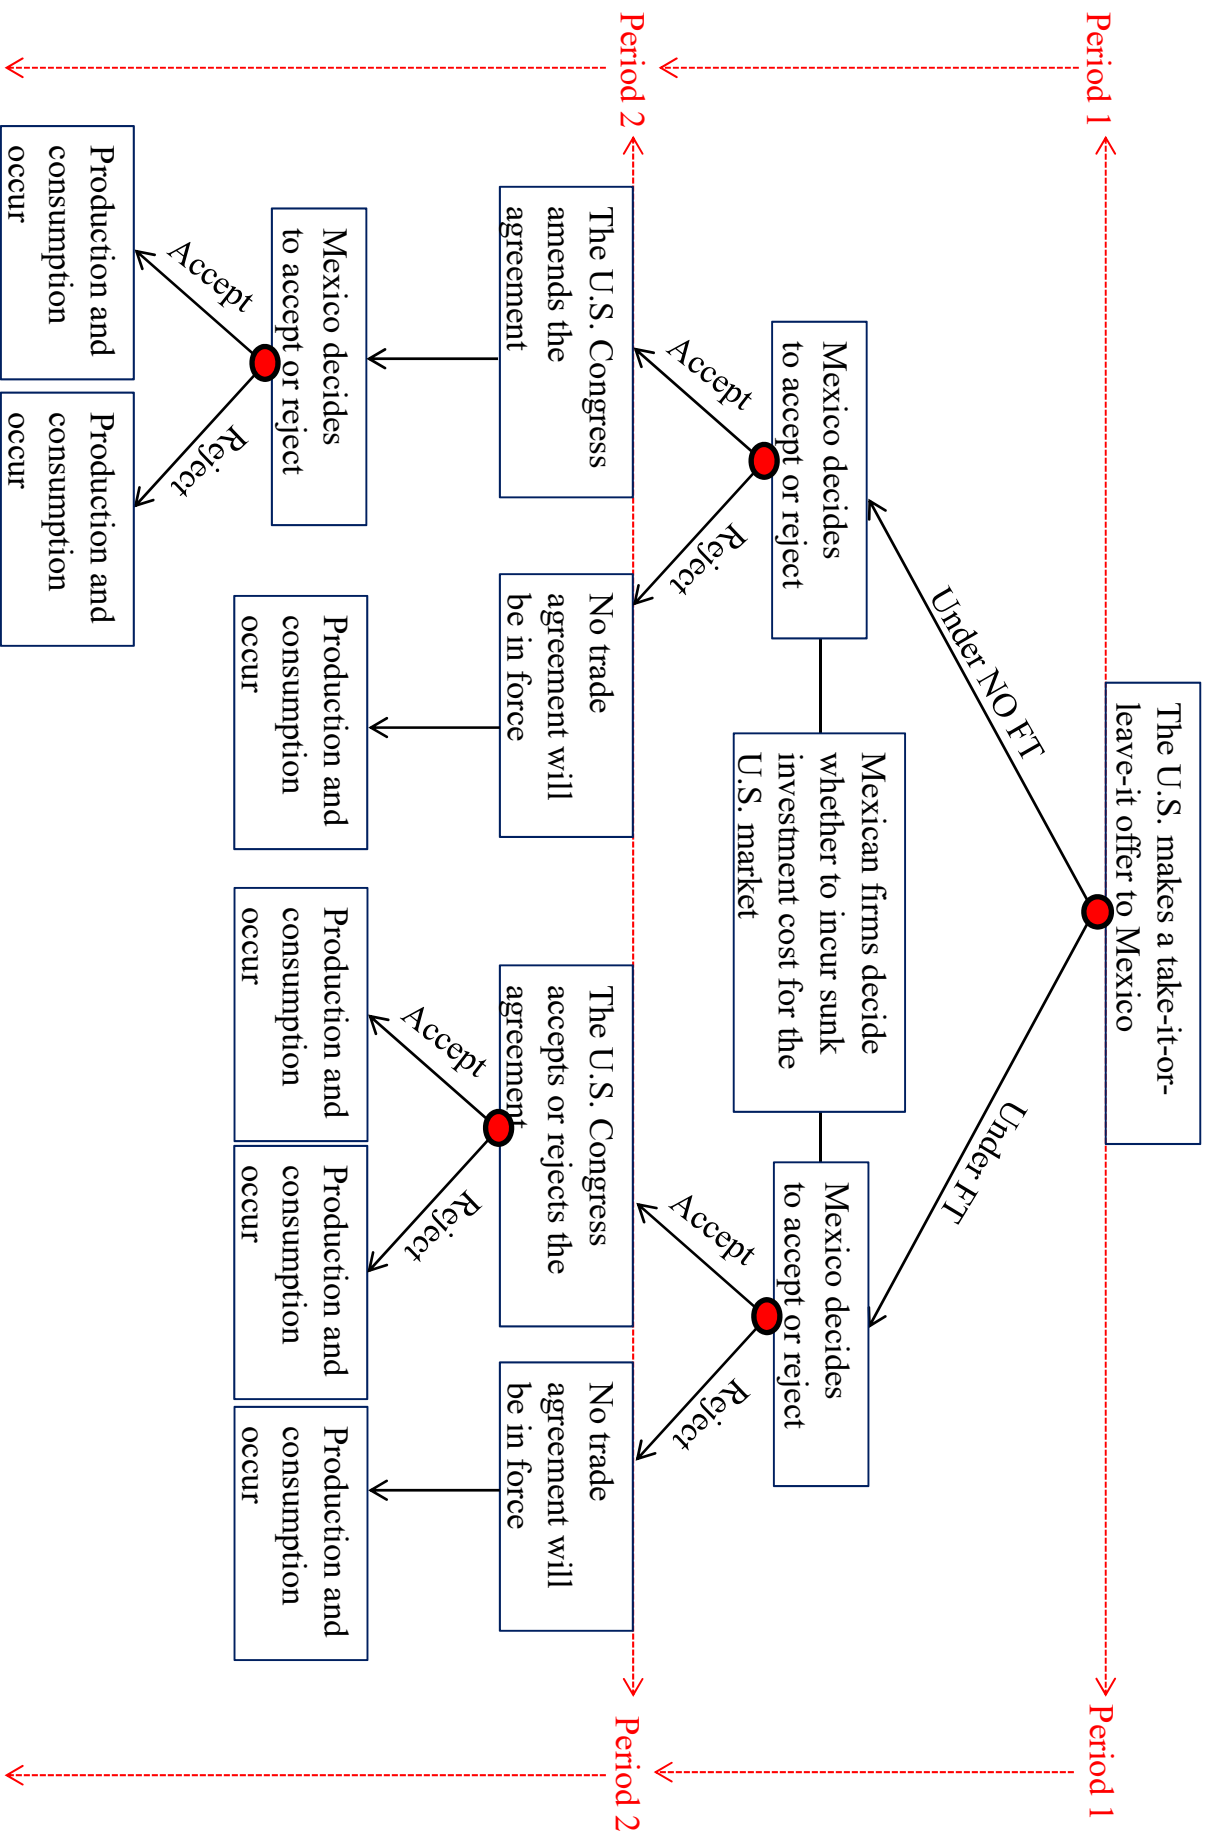 The U.S. makes a take-it-or-
leave-it offer to Mexico
Period 1
Period 1
Under NO FT
Under FT
Mexico decides
to accept or reject
Mexican firms decide
whether to incur sunk
investment cost for the
U.S. market
Mexico decides
to accept or reject
Accept
Reject
Accept
Reject
Period 2
Period 2
The U.S. Congress
amends the
agreement
No trade
agreement will
be in force
The U.S. Congress
accepts or rejects the
agreement
No trade
agreement will
be in force
Accept
Reject
Mexico decides
to accept or reject
Production and
consumption
occur
Production and
consumption
occur
Production and
consumption
occur
Production and
consumption
occur
Accept
Reject
Production and
consumption
occur
Production and
consumption
occur